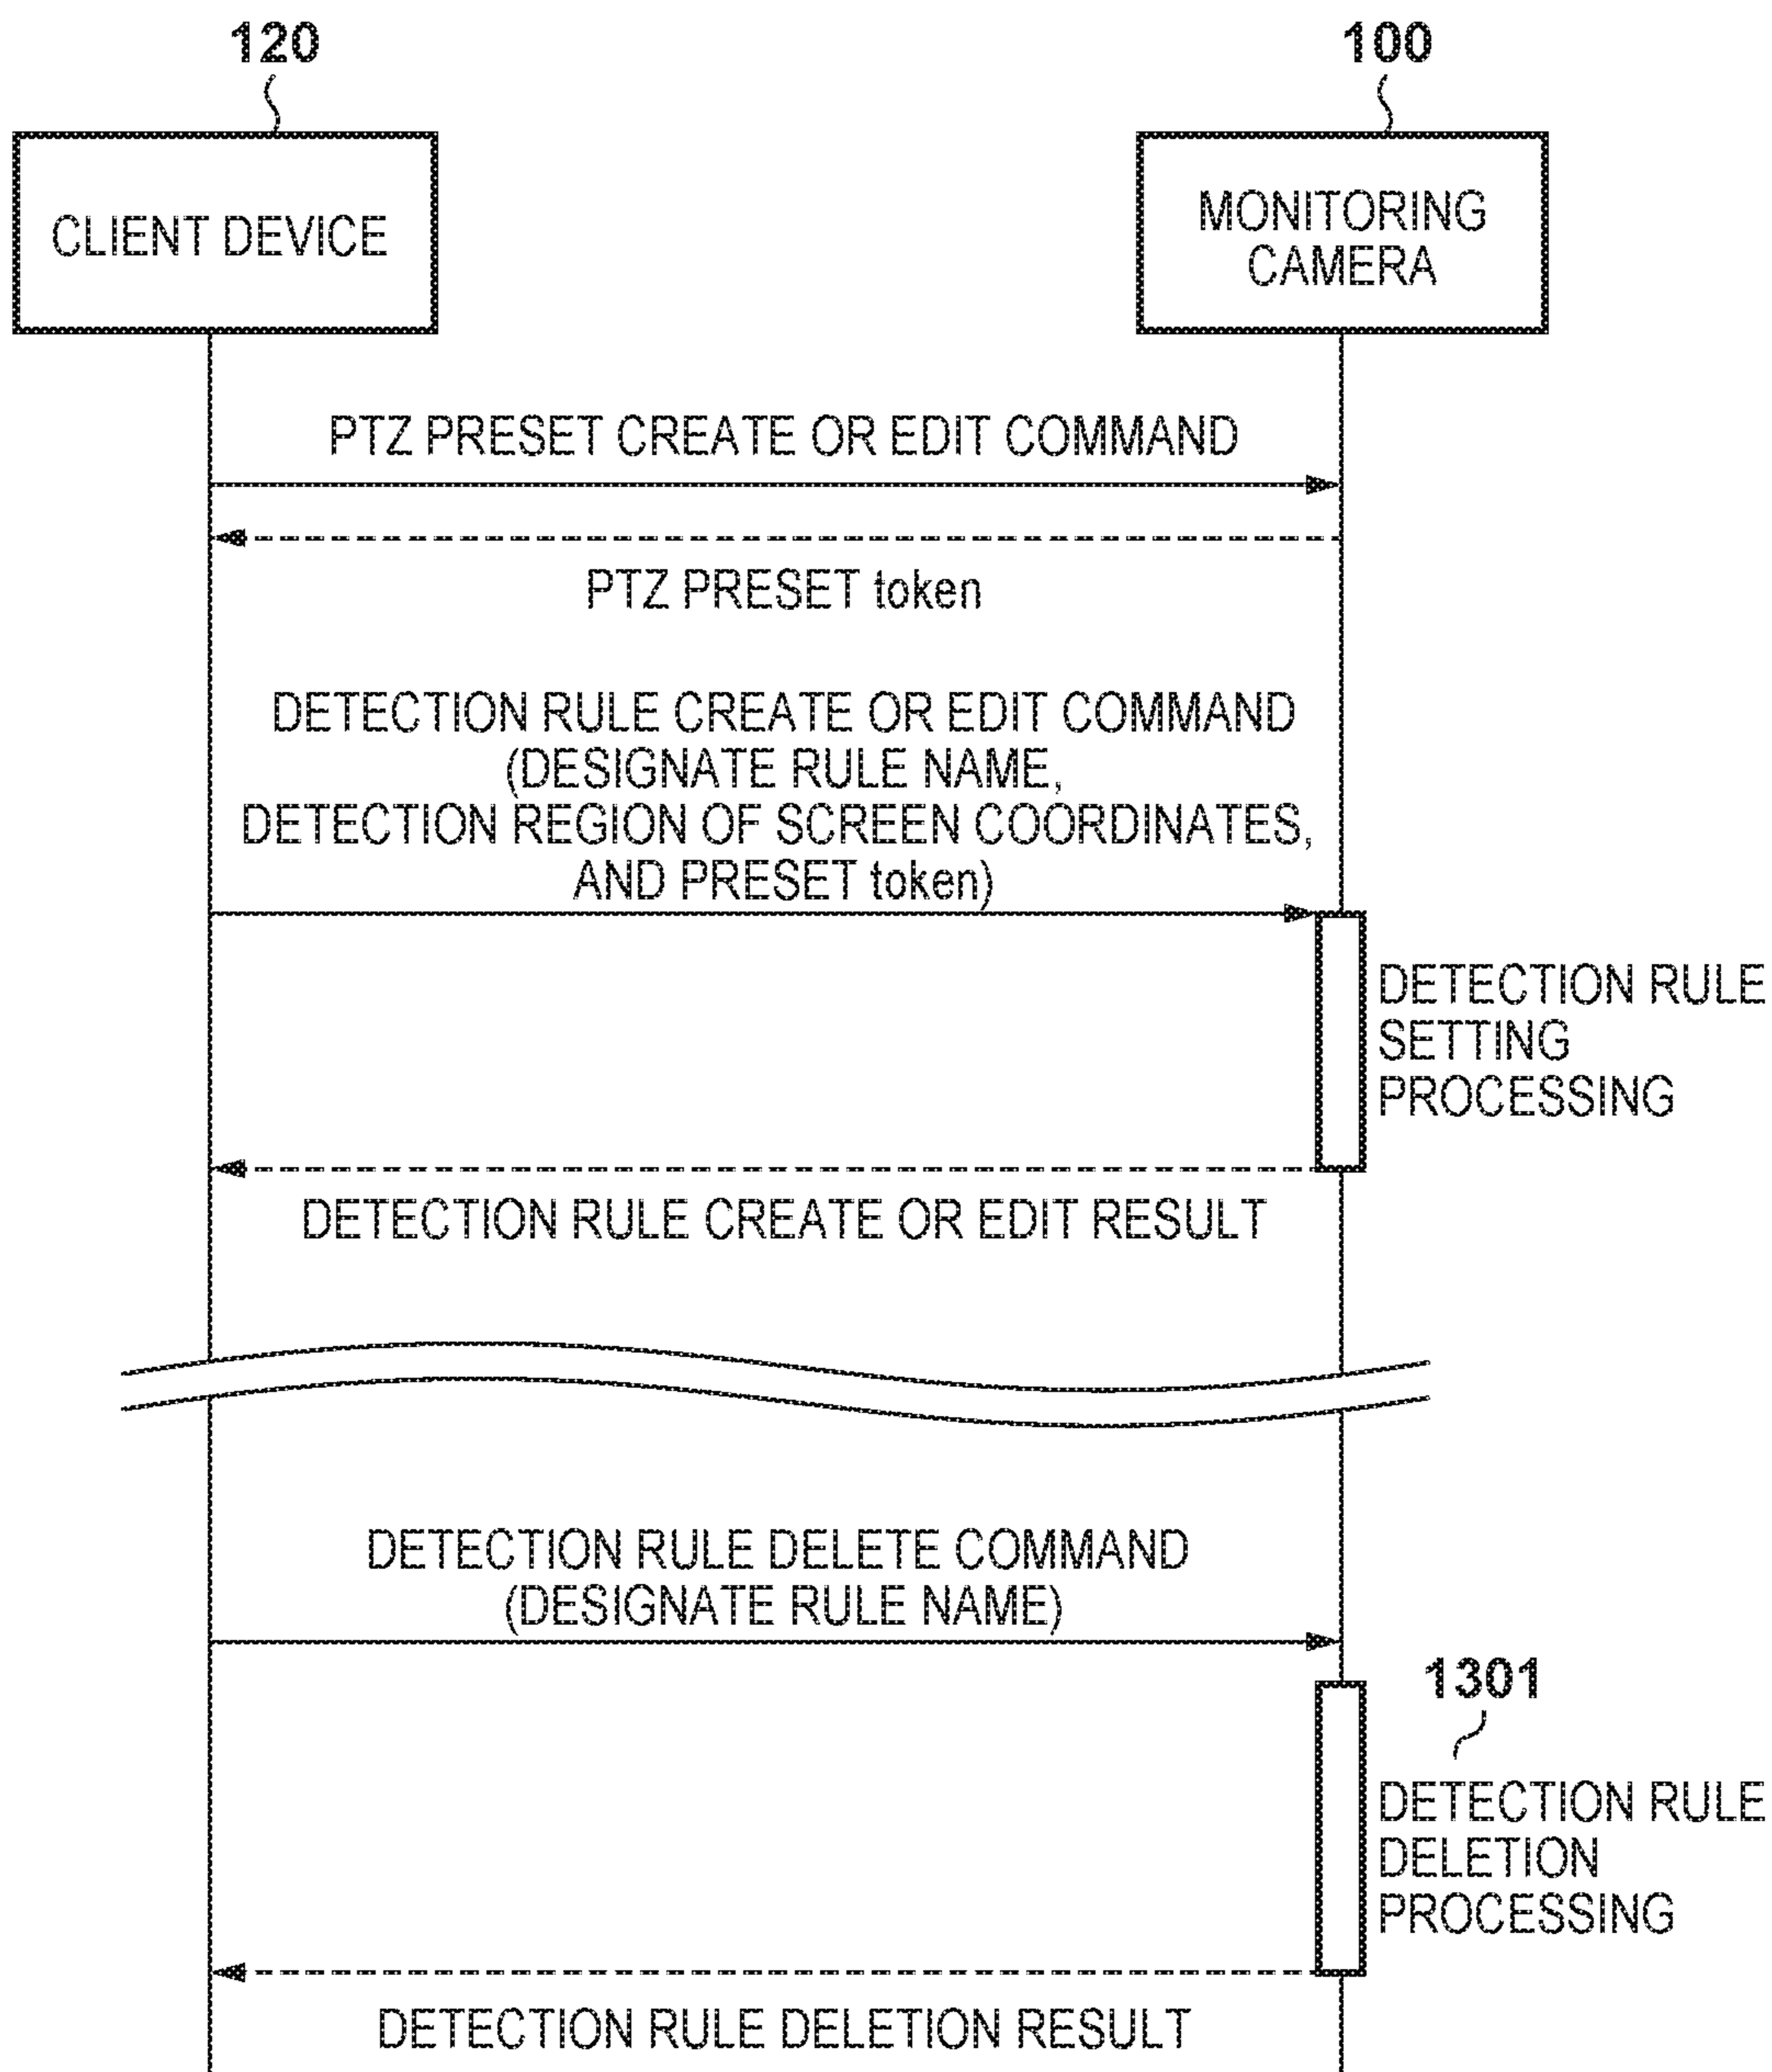 120
100
CLIENT DEVICE
MONITORING
CAMERA
PTZ PRESET CREATE OR EDIT COMMAND
PTZ PRESET token
DETECTION RULE CREATE OR EDIT COMMAND
(DESIGNATE RULE NAME,
DETECTION REGION OF SCREEN COORDINATES,
AND PRESET token)
DETECTION RULE
SETTING
PROCESSING
DETECTION RULE CREATE OR EDIT RESULT
DETECTION RULE DELETE COMMAND
(DESIGNATE RULE NAME)
1301
DETECTION RULE
DELETION
PROCESSING
DETECTION RULE DELETION RESULT